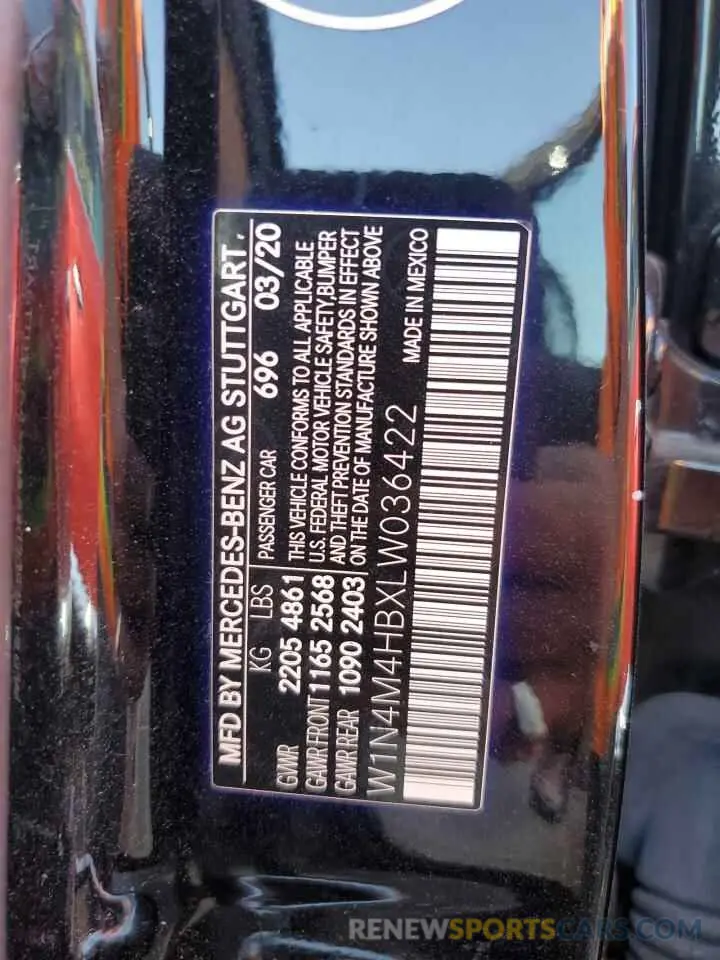 MFD BY MERCEDES-BENZ AG STUTTGART.
KG LBS PASSENGER CAR 696 03/20
GVWR 2205 4861 THIS VEHICLE CONFORMS TO ALL APPLICABLE
GAWR FRONT 1165 2568 U.S. FEDERAL MOTOR VEHICLE SAFETY, BUMPER
GAWR REAR 1090 2403 AND THEFT PREVENTION STANDARDS IN EFFECT
ON THE DATE OF MANUFACTURE SHOWN ABOVE
W1N4M4HBXLW036422 MADE IN MEXICO
RENEWSPORTSCARS.COM